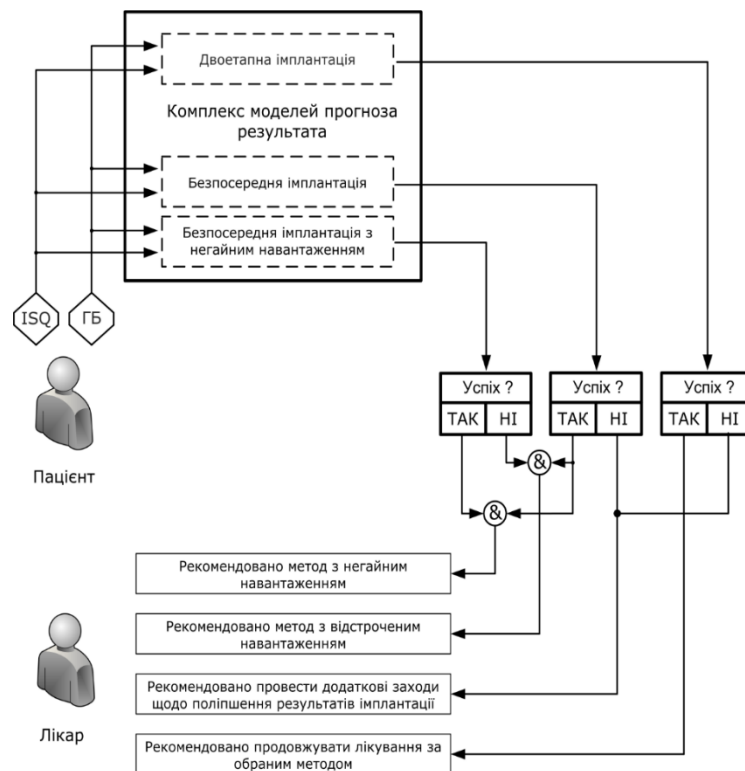 Двоетапна імплантація
Комплекс моделей прогноза
результата
Безпосередня імплантація
Безпосередня імплантація з
негайним навантаженням
ISQ
ГБ
Пацієнт
Успіх ?
ТАК
НІ
Успіх ?
ТАК
НІ
Успіх ?
ТАК
НІ
&
&
Рекомендовано метод з негайним
навантаженням
Рекомендовано метод з відстроченим
навантаженням
Рекомендовано провести додаткові заходи
щодо поліпшення результатів імплантації
Лікар
Рекомендовано продовжувати лікування за
обраним методом